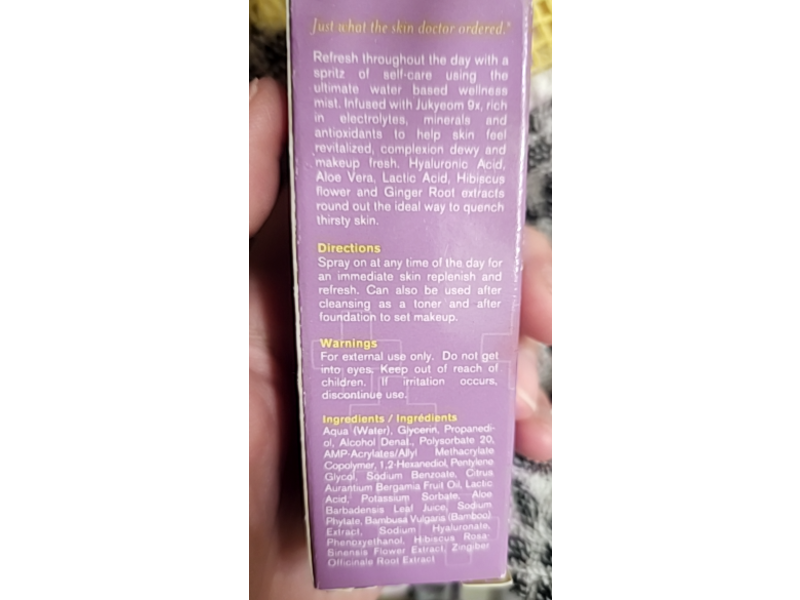 Just what the skin doctor ordered.®
Refresh throughout the day with a
spritz of self-care using the
ultimate water based wellness
mist. Infused with Jukyeom 9x, rich
in electrolytes, minerals and
antioxidants to help skin feel
revitalized, complexion dewy and
makeup fresh. Hyaluronic Acid,
Aloe Vera, Lactic Acid, Hibiscus
flower and Ginger Root extracts
round out the ideal way to quench
thirsty skin.
Directions
Spray on at any time of the day for
an immediate skin replenish and
refresh. Can also be used after
cleansing as a toner and after
foundation to set makeup.
Warnings
For external use only. Do not get
into eyes. Keep out of reach of
children. If irritation occurs,
discontinue use.
Ingredients / Ingrédients
Aqua (Water), Glycerin, Propanedi-
ol, Alcohol Denat., Polysorbate 20,
AMP-Acrylates/Allyl Methacrylate
Copolymer, 1,2-Hexanediol, Pentylene
Glycol, Sodium Benzoate, Citrus
Aurantium Bergamia Fruit Oil, Lactic
Acid, Potassium Sorbate, Aloe
Barbadensis Leaf Juice, Sodium
Phytate, Bambusa Vulgaris (Bamboo)
Extract, Sodium Hyaluronate,
Phenoxyethanol, Hibiscus Rosa-
Sinensis Flower Extract, Zingiber
Officinale Root Extract